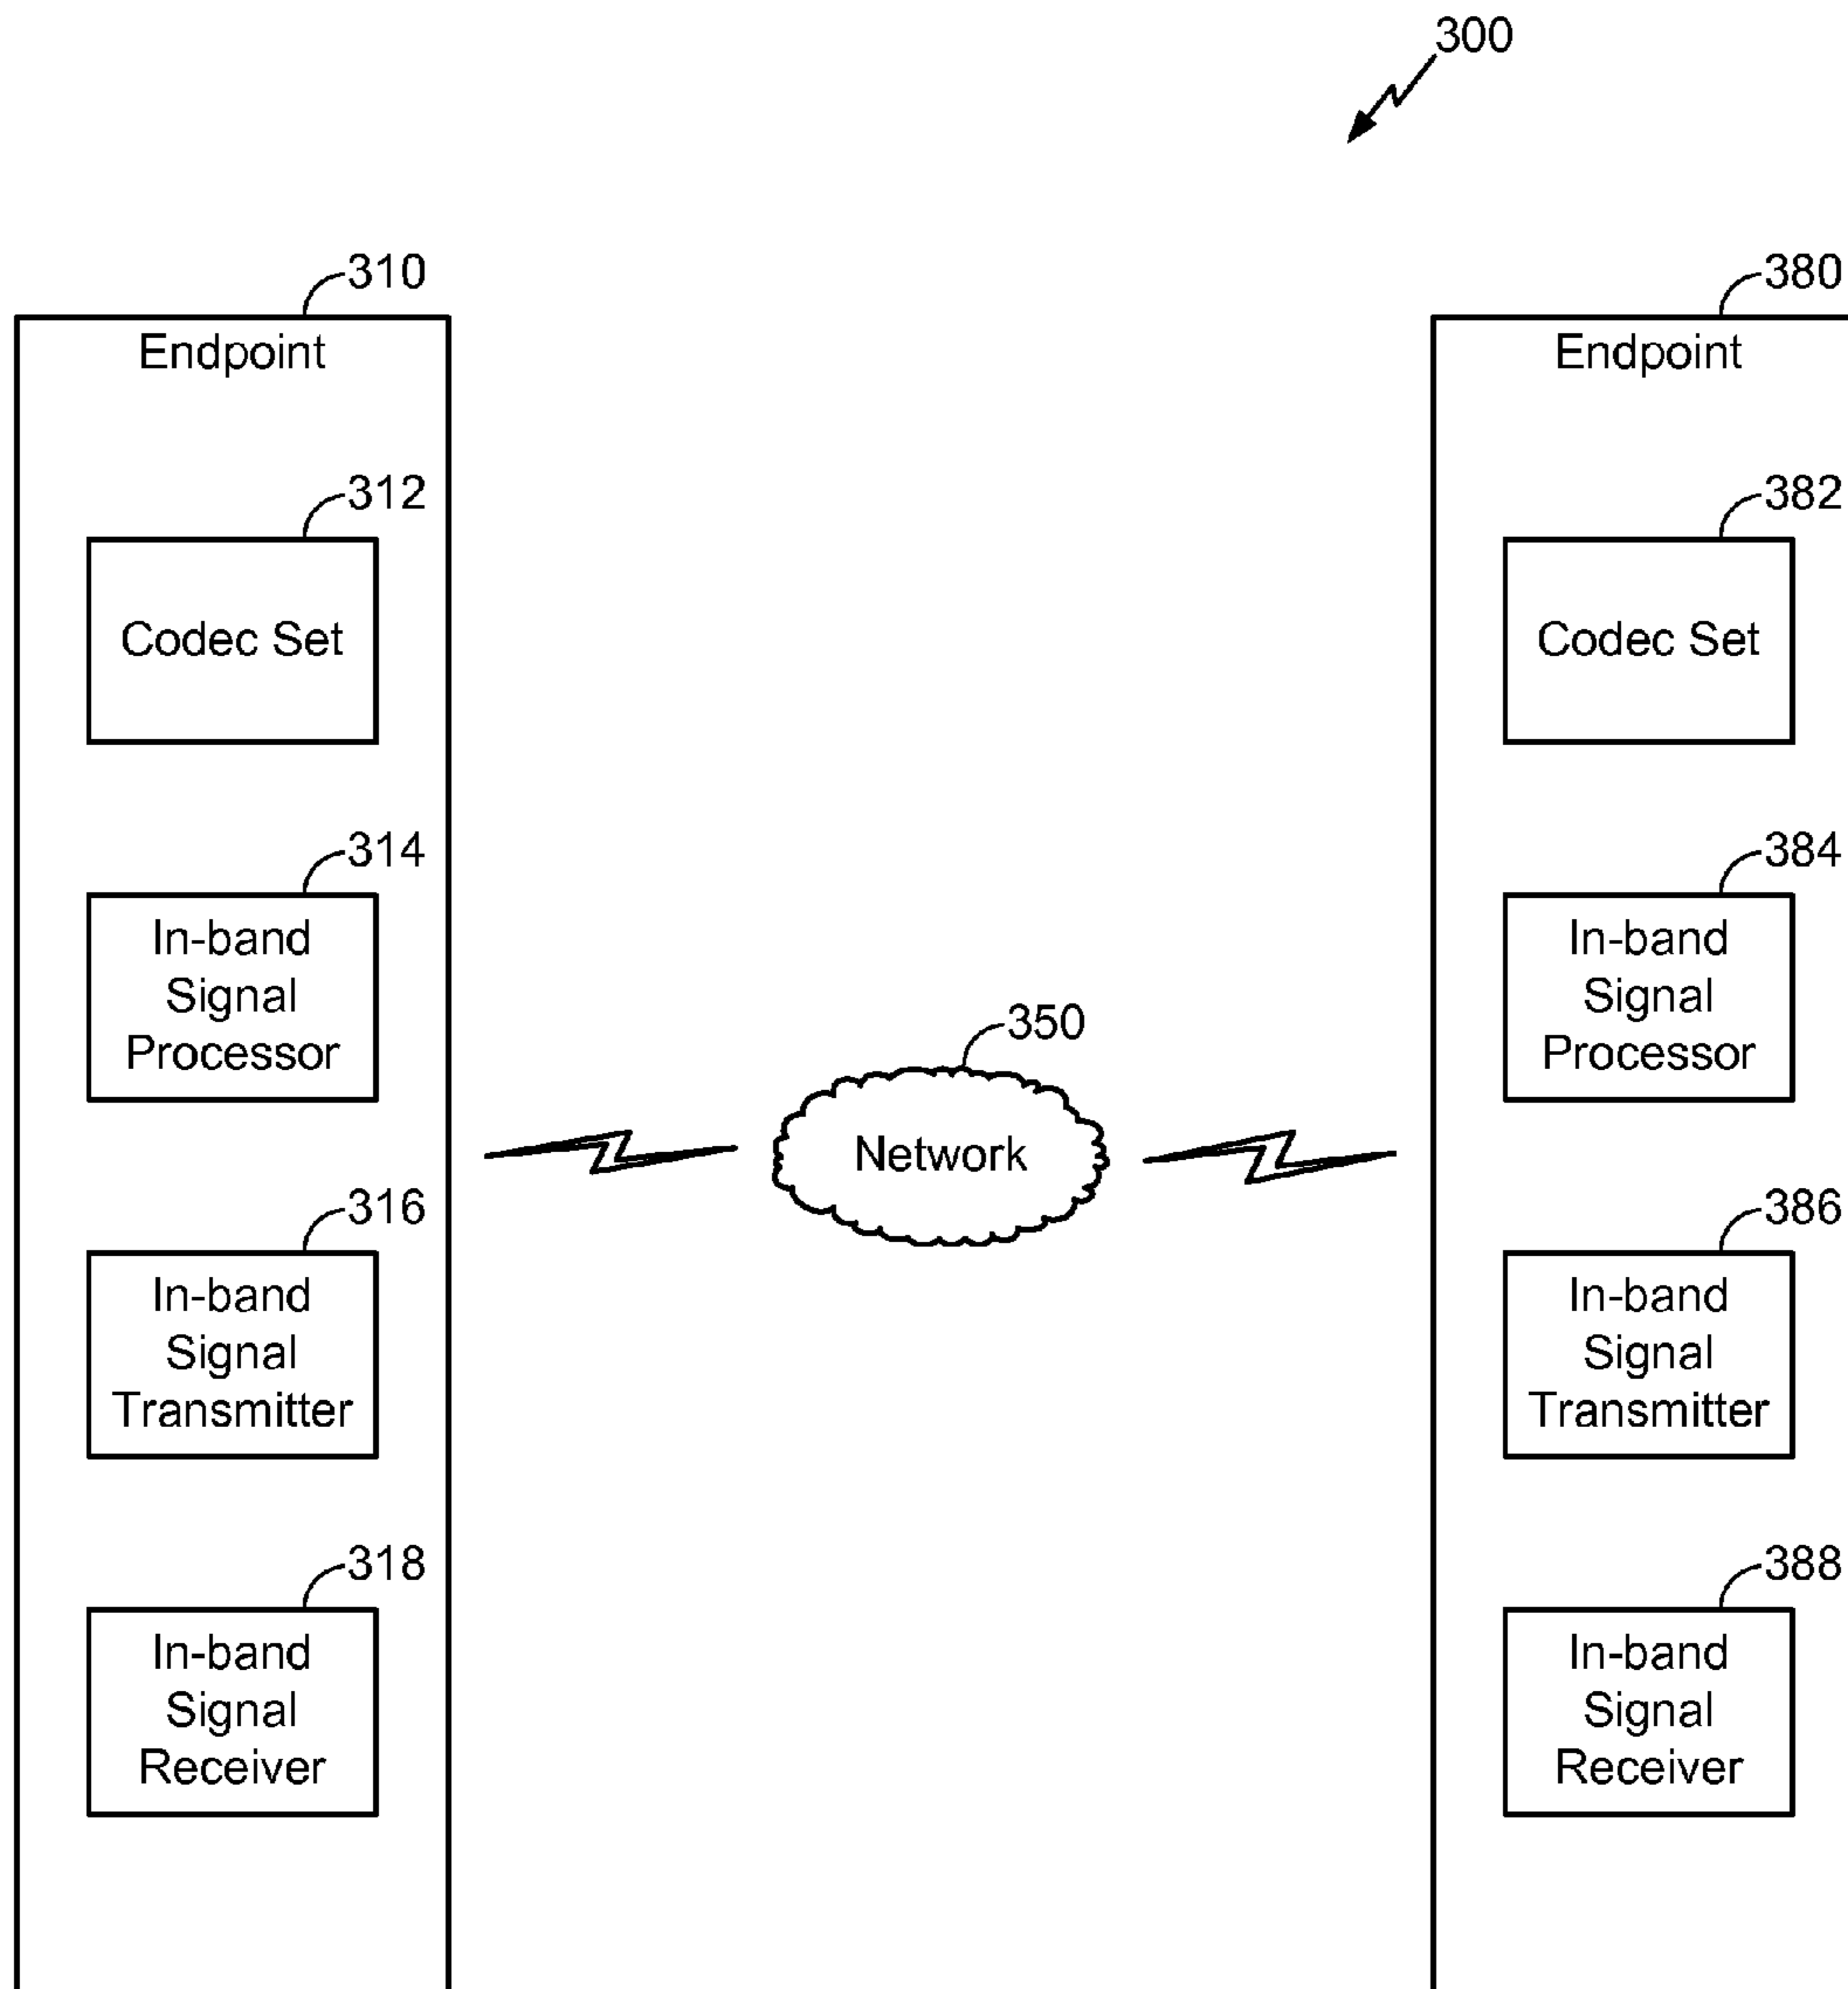 300
310
Endpoint
312
Codec Set
314
In-band
Signal
Processor
316
In-band
Signal
Transmitter
318
In-band
Signal
Receiver
350
Network
380
Endpoint
382
Codec Set
384
In-band
Signal
Processor
386
In-band
Signal
Transmitter
388
In-band
Signal
Receiver